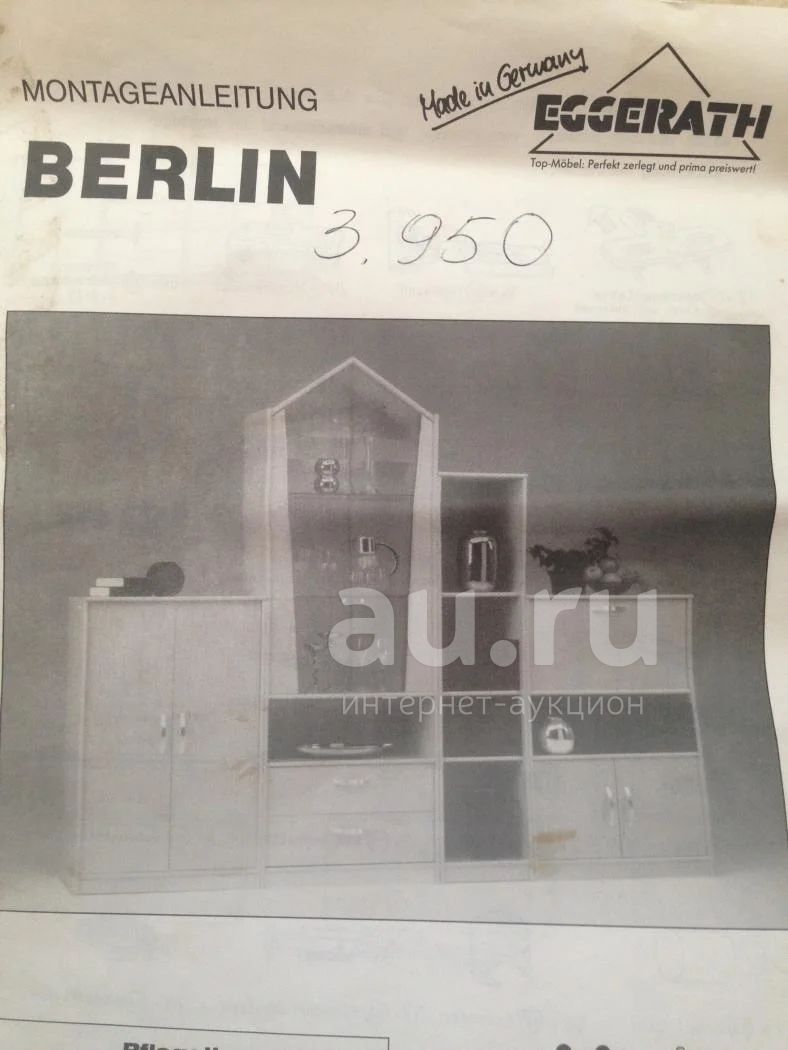 MONTAGEANLEITUNG
BERLIN
Made in Germany
EGGERATH
Top-Möbel: Perfekt zerlegt und prima preiswert!
3.950
au.ru
интернет-аукцион